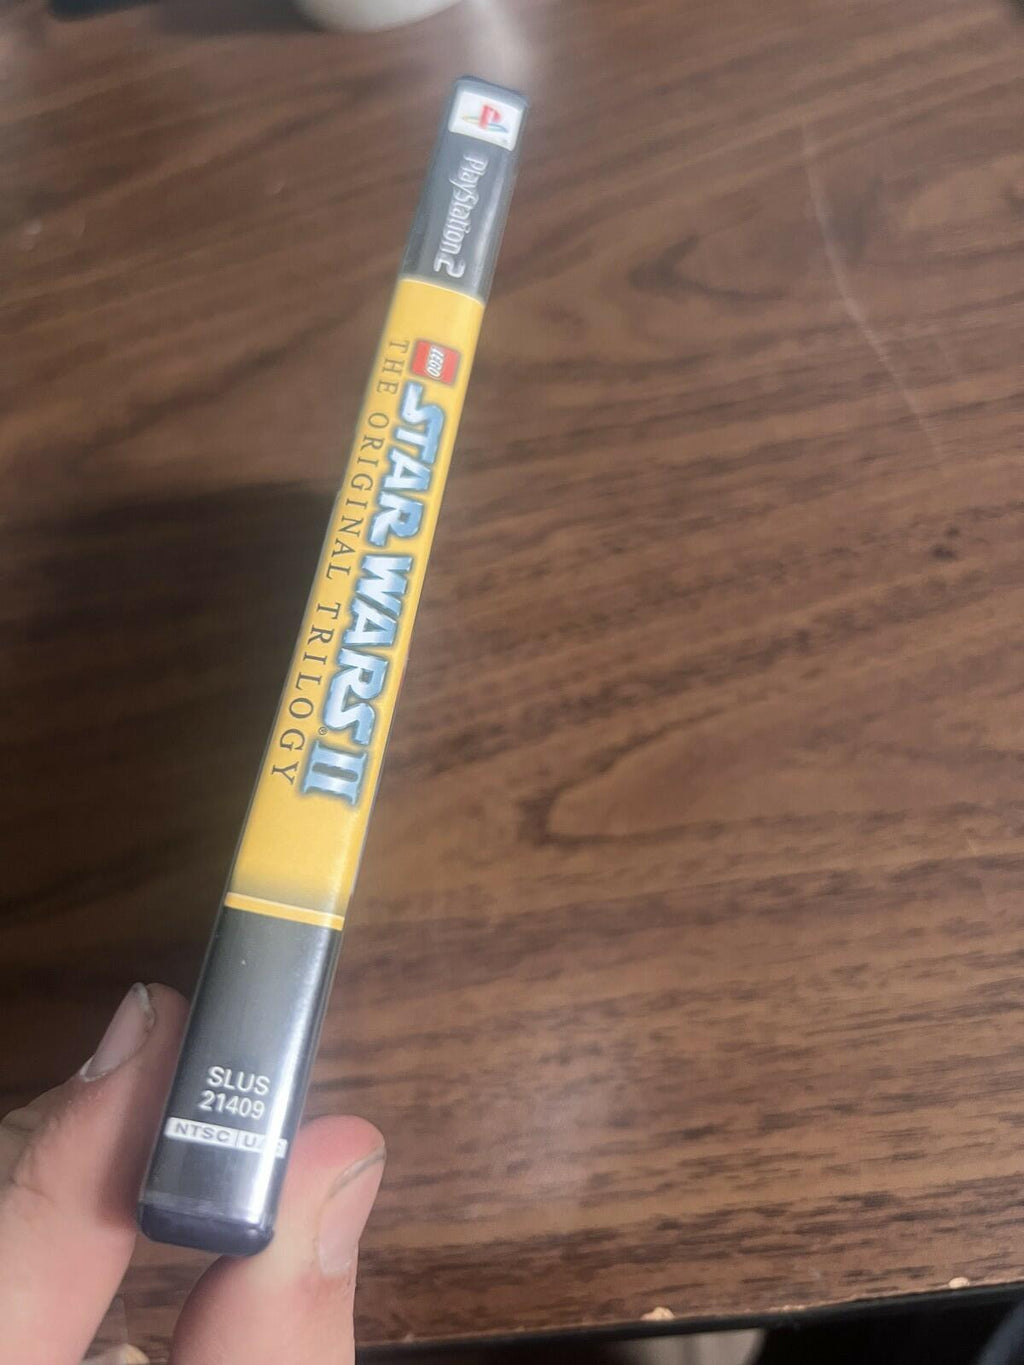 PlayStation 2
LEGO
STAR WARS® II
THE ORIGINAL TRILOGY
SLUS
21409
NTSC U/